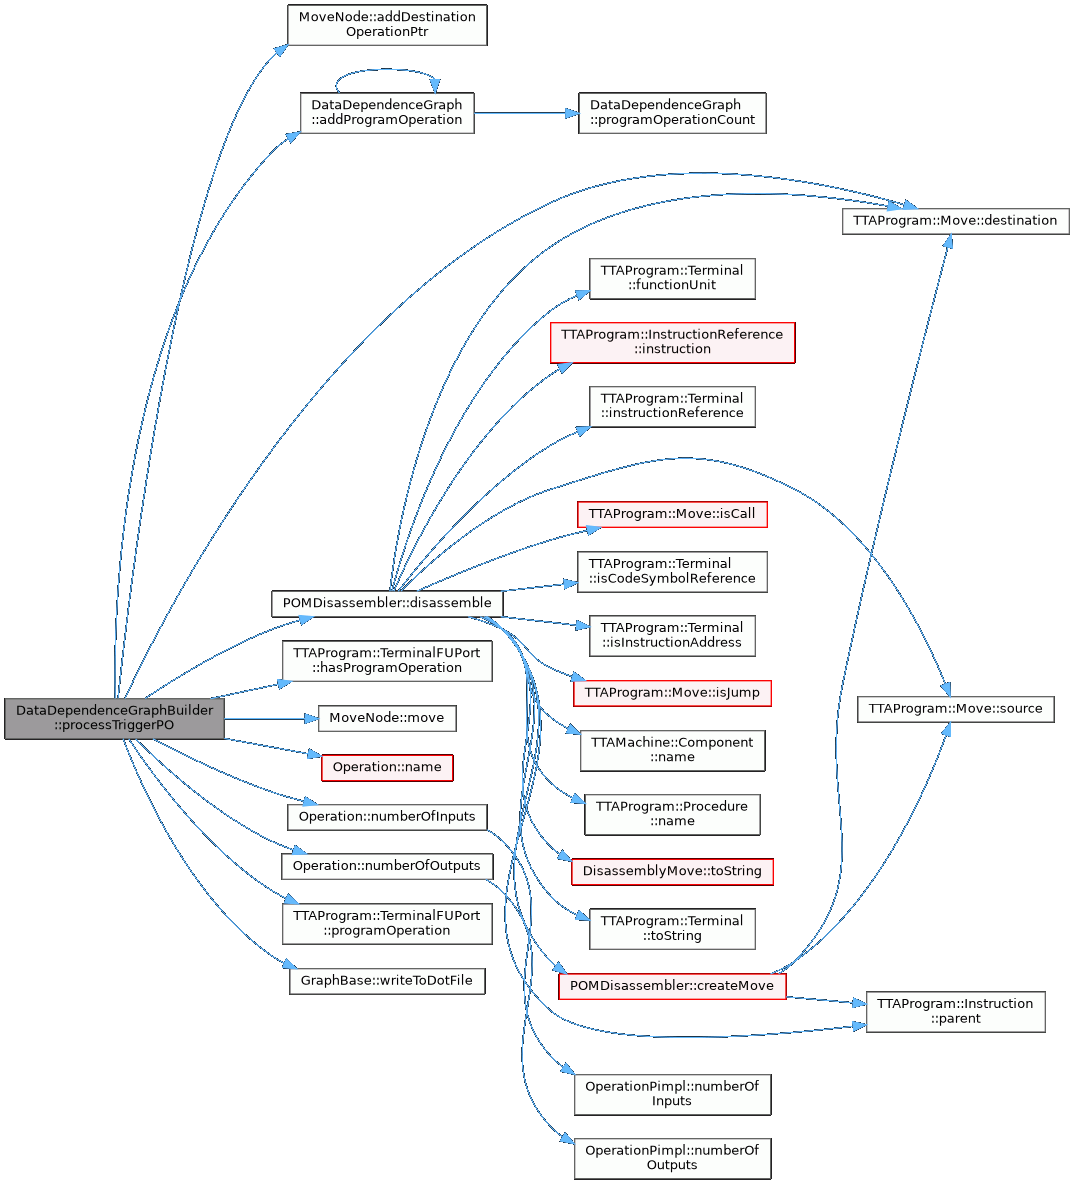 MoveNode::addDestination
OperationPtr
DataDependenceGraph
::addProgramOperation
DataDependenceGraph
::programOperationCount
TTAProgram::Move::destination
TTAProgram::Terminal
::functionUnit
TTAProgram::InstructionReference
::instruction
TTAProgram::Terminal
::instructionReference
TTAProgram::Move::isCall
TTAProgram::Terminal
::isCodeSymbolReference
POMDisassembler::disassemble
TTAProgram::Terminal
::isInstructionAddress
TTAProgram::TerminalFUPort
::hasProgramOperation
TTAProgram::Move::isJump
DataDependenceGraphBuilder
::processTriggerPO
MoveNode::move
TTAProgram::Move::source
TTAMachine::Component
::name
Operation::name
TTAProgram::Procedure
::name
Operation::numberOfInputs
Operation::numberOfOutputs
DisassemblyMove::toString
TTAProgram::TerminalFUPort
::programOperation
TTAProgram::Terminal
::toString
GraphBase::writeToDotFile
POMDisassembler::createMove
TTAProgram::Instruction
::parent
OperationPimpl::numberOf
Inputs
OperationPimpl::numberOf
Outputs